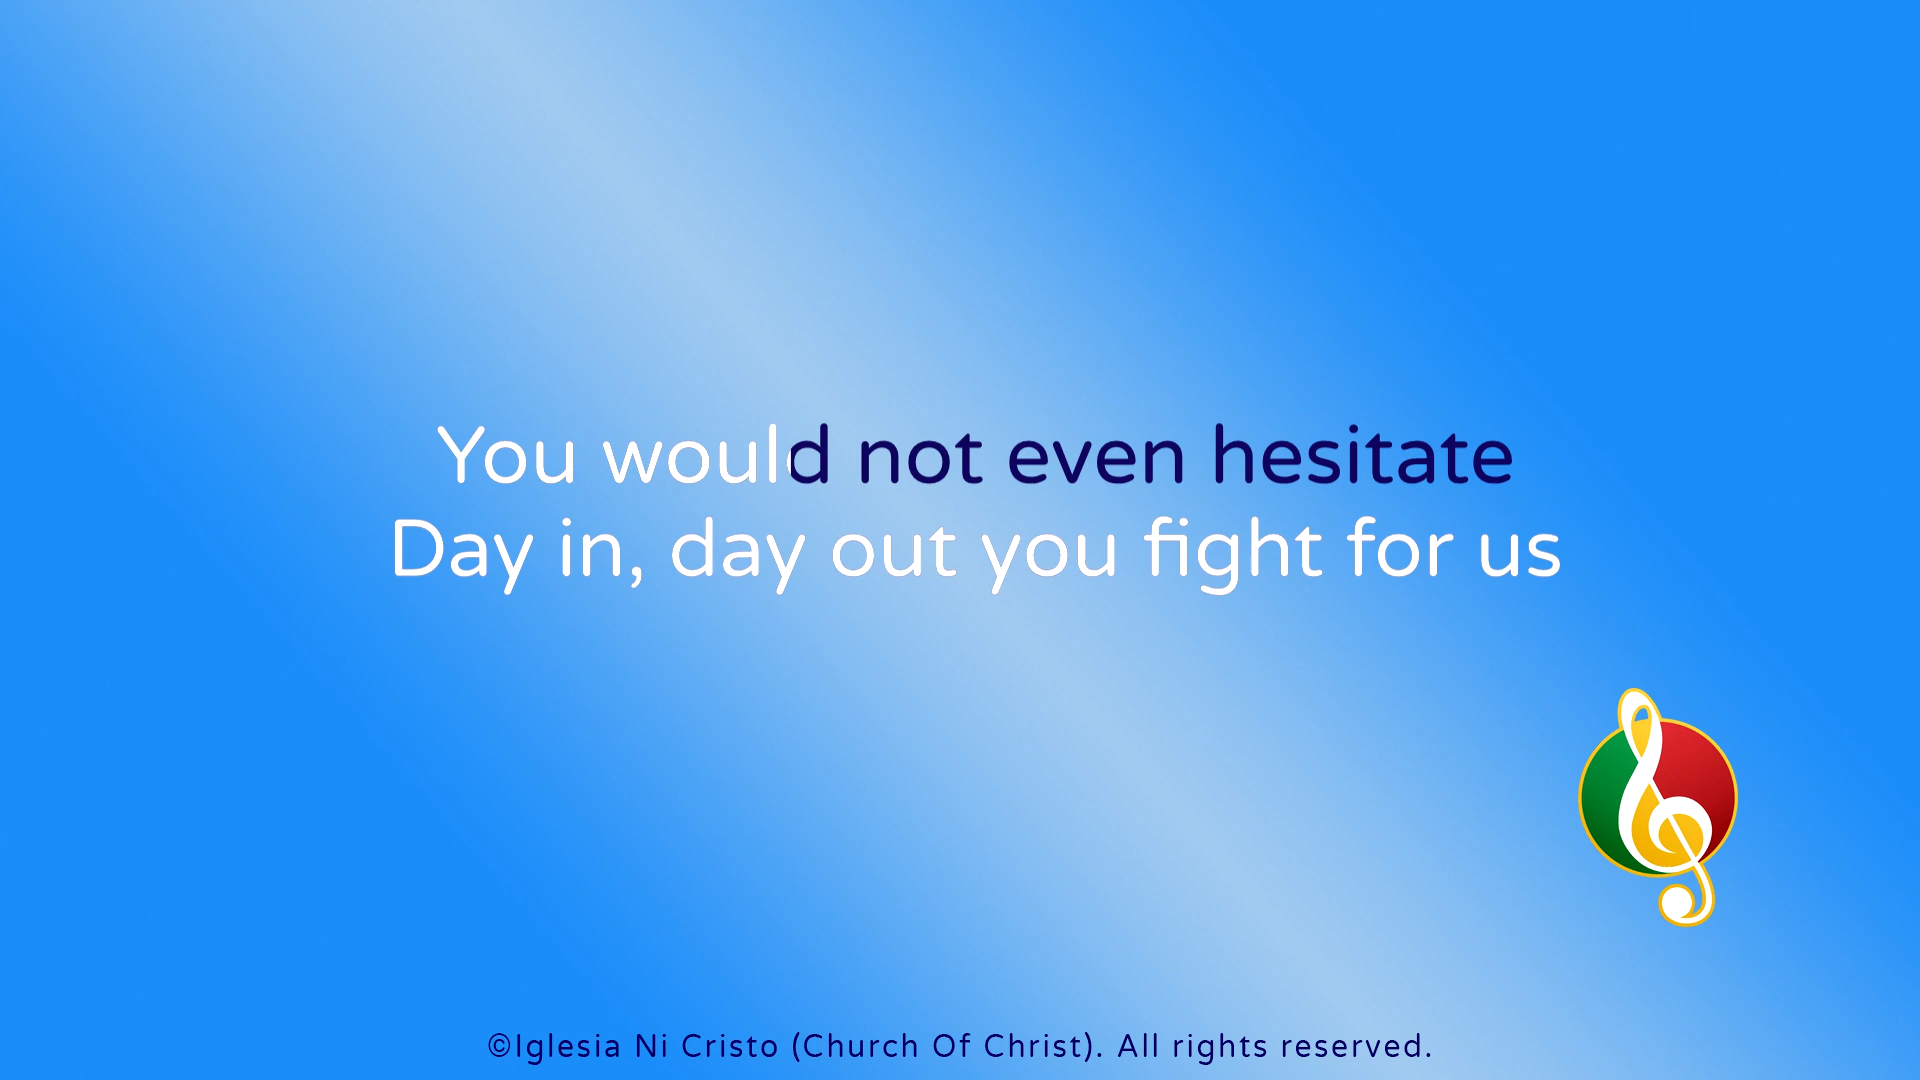 You would not even hesitate
Day in, day out you fight for us
©Iglesia Ni Cristo (Church Of Christ). All rights reserved.